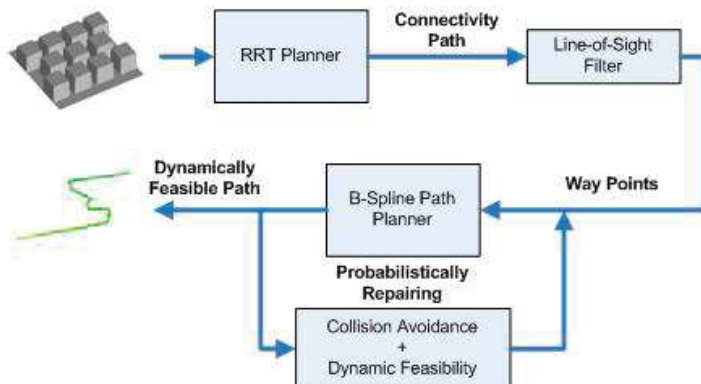 Connectivity
Path
RRT Planner
Line-of-Sight
Filter
Dynamically
Feasible Path
B-Spline Path
Planner
Way Points
Probabilistically
Repairing
Collision Avoidance
+
Dynamic Feasibility